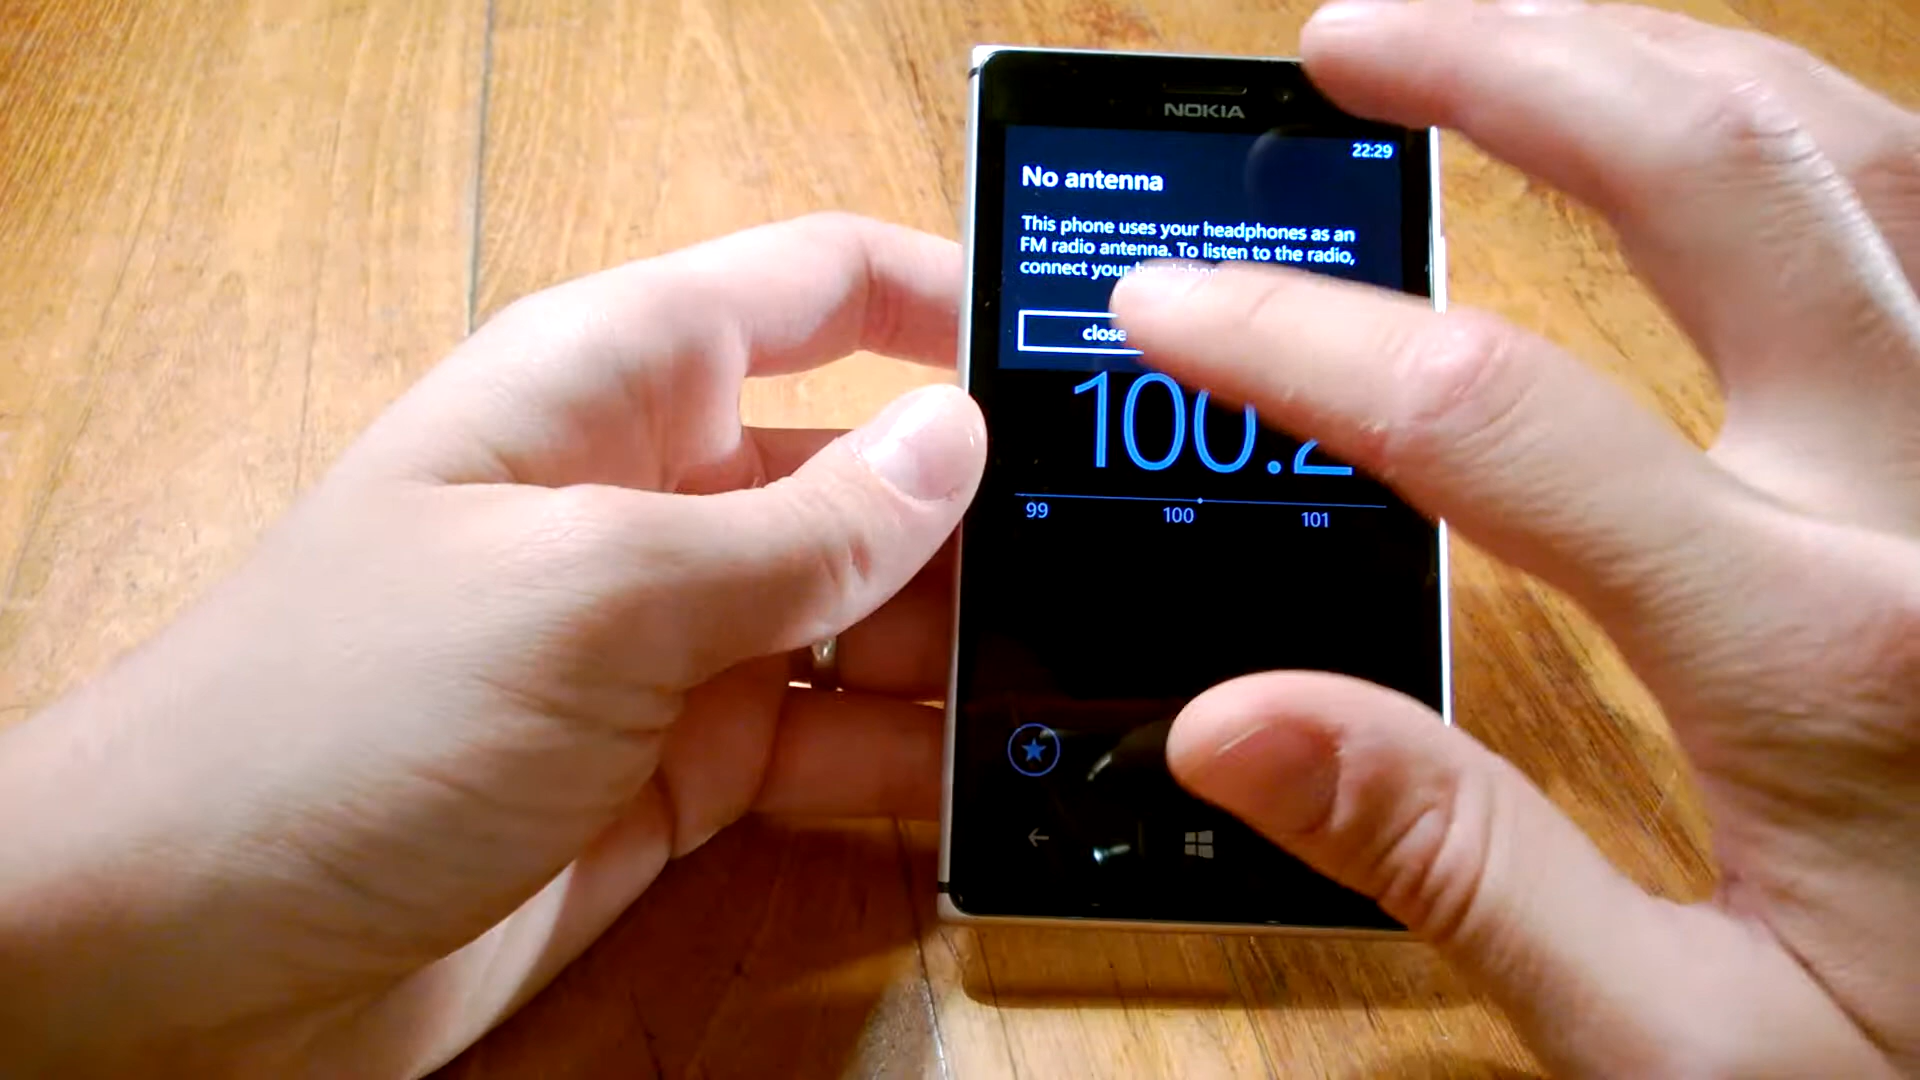 NOKIA
22:29
No antenna
This phone uses your headphones as an
FM radio antenna. To listen to the radio,
connect your
close
100.2
99 100 101